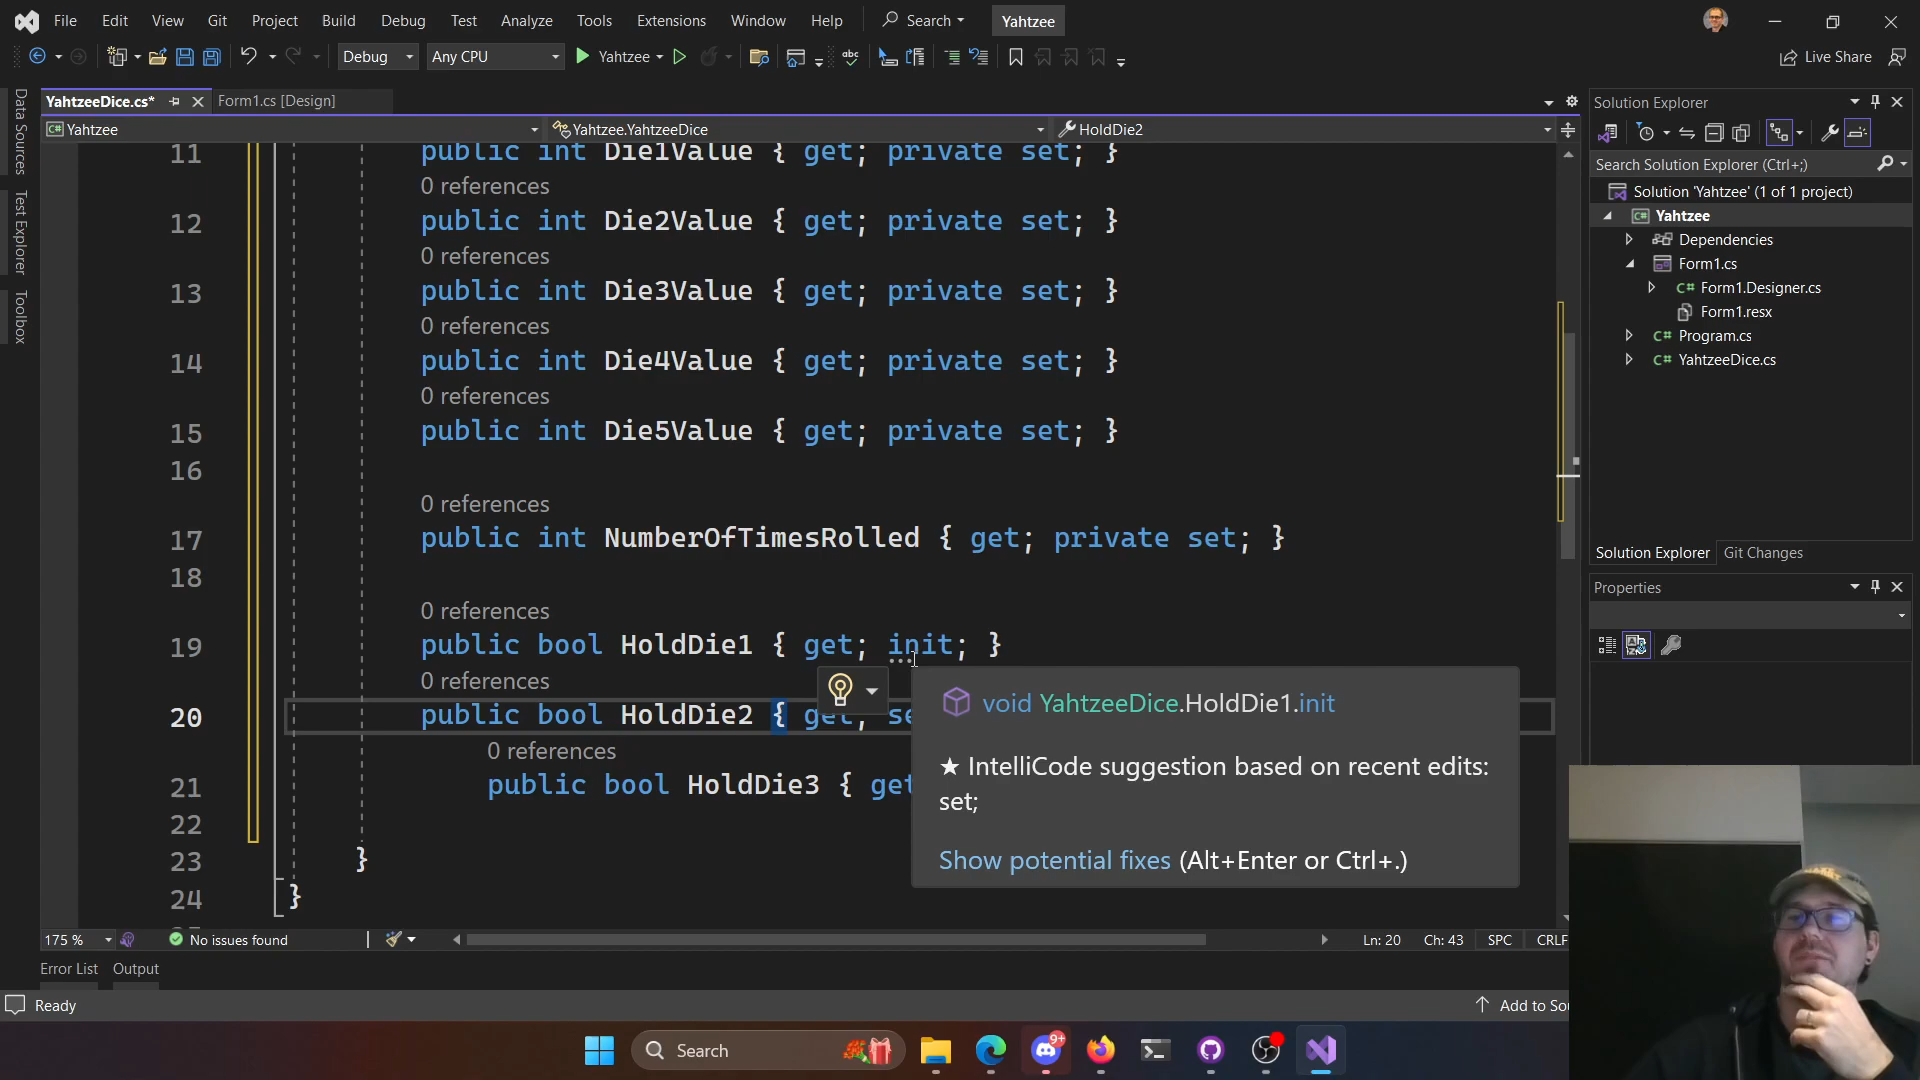 File Edit View Git Project Build Debug Test Analyze Tools Extensions Window Help Search Yahtzee
Debug Any CPU Yahtzee Live Share
YahtzeeDice.cs* Form1.cs [Design]
Yahtzee Yahtzee.YahtzeeDice HoldDie2
Data Sources
Test Explorer
Toolbox
11 public int Die1Value { get; private set; }
0 references
12 public int Die2Value { get; private set; }
0 references
13 public int Die3Value { get; private set; }
0 references
14 public int Die4Value { get; private set; }
0 references
15 public int Die5Value { get; private set; }
16
0 references
17 public int NumberOfTimesRolled { get; private set; }
18
0 references
19 public bool HoldDie1 { get; init; }
0 references
20 public bool HoldDie2 { get; se
0 references
21 public bool HoldDie3 { get
22
23 }
24 }
void YahtzeeDice.HoldDie1.init
★ IntelliCode suggestion based on recent edits:
set;
Show potential fixes (Alt+Enter or Ctrl+.)
175 % No issues found Ln: 20 Ch: 43 SPC CRLF
Error List Output
Ready Add to So
Solution Explorer
Search Solution Explorer (Ctrl+;)
Solution 'Yahtzee' (1 of 1 project)
Yahtzee
Dependencies
Form1.cs
Form1.Designer.cs
Form1.resx
Program.cs
YahtzeeDice.cs
Solution Explorer Git Changes
Properties
Search
9+